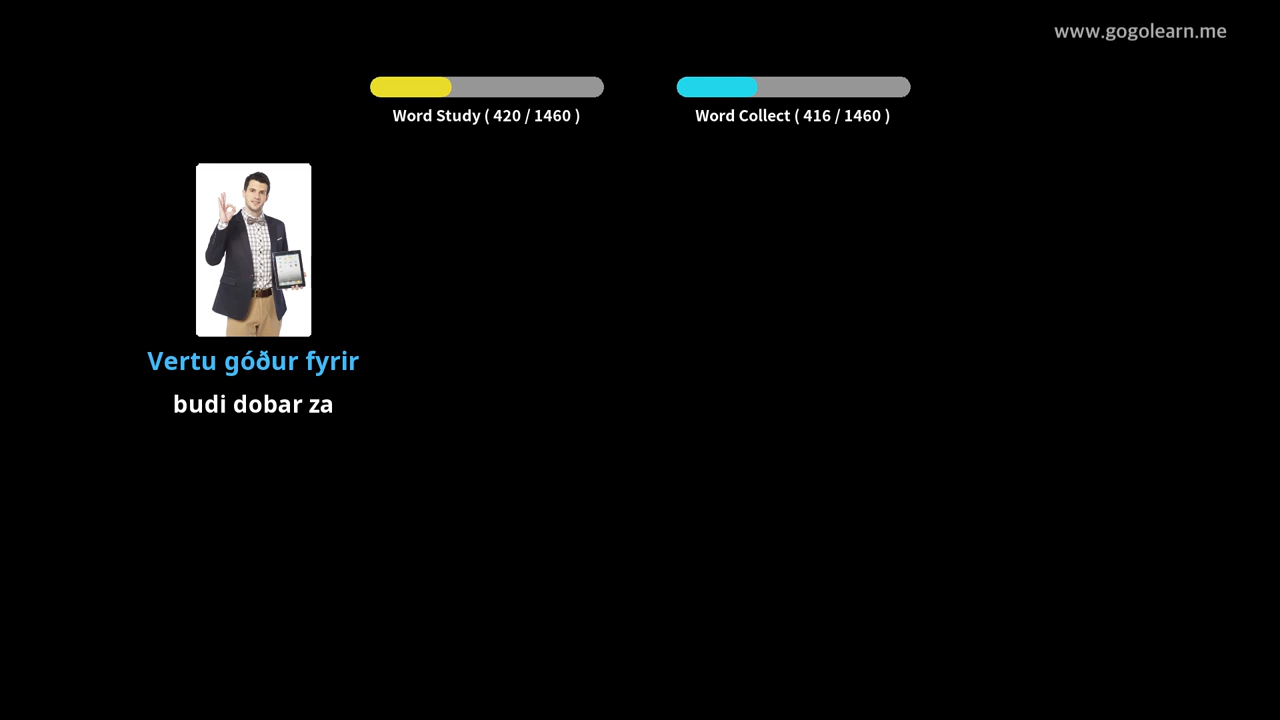 www.gogolearn.me
Word Study ( 420 / 1460 )
Word Collect ( 416 / 1460 )
Vertu góður fyrir
budi dobar za